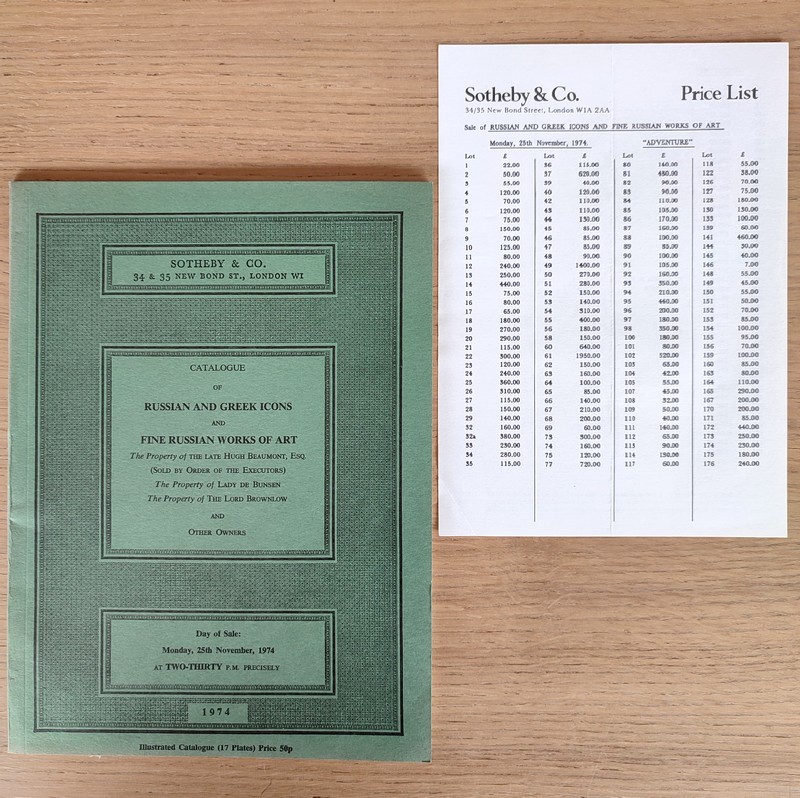 SOTHEBY & CO.
34 & 35 NEW BOND ST., LONDON W1
CATALOGUE
OF
RUSSIAN AND GREEK ICONS
AND
FINE RUSSIAN WORKS OF ART
The Property of THE LATE HUGH BEAUMONT, ESQ.
(SOLD BY ORDER OF THE EXECUTORS)
The Property of LADY DE BUNSEN
The Property of THE LORD BROWNLOW
AND
OTHER OWNERS
Day of Sale:
Monday, 25th November, 1974
AT TWO-THIRTY P.M. PRECISELY
1974
Illustrated Catalogue (17 Plates) Price 50p
Sotheby & Co. Price List
34/35 New Bond Street, London W1A 2AA
Sale of RUSSIAN AND GREEK ICONS AND FINE RUSSIAN WORKS OF ART
Monday, 25th November, 1974. "ADVENTURE"
Lot £ Lot £ Lot £ Lot £
1 22.00 36 115.00 80 140.00 118 55.00
2 50.00 37 620.00 81 122 38.00
3 55.00 39 82 90.00 126 70.00
4 120.00 40 120.00 83 90.00 127 75.00
5 70.00 42 110.00 84 110.00 128 180.00
6 120.00 43 110.00 85 105.00 130 130.00
7 75.00 44 130.00 86 170.00 133 100.00
8 150.00 45 85.00 87 160.00 139 60.00
9 70.00 46 85.00 88 100.00 141 460.00
10 125.00 47 85.00 89 85.00 144 30.00
11 80.00 48 90.00 90 100.00 145 40.00
12 240.00 49 1400.00 91 105.00 146 7.00
13 250.00 50 270.00 92 160.00 148 55.00
14 440.00 51 280.00 93 350.00 149 45.00
15 75.00 52 150.00 94 210.00 150 55.00
16 80.00 53 140.00 95 440.00 151 50.00
17 65.00 54 310.00 96 200.00 152 70.00
18 180.00 55 400.00 97 180.00 153 85.00
19 270.00 56 180.00 98 350.00 154 100.00
20 290.00 58 150.00 100 180.00 155 95.00
21 115.00 60 640.00 101 80.00 156 70.00
22 300.00 61 1950.00 102 520.00 159 100.00
23 120.00 62 150.00 103 65.00 160 85.00
24 240.00 63 160.00 104 42.00 163 80.00
25 360.00 64 100.00 105 55.00 164 110.00
26 310.00 65 85.00 107 45.00 165 290.00
27 115.00 66 140.00 108 32.00 167 200.00
28 150.00 67 210.00 109 50.00 170 200.00
29 140.00 68 200.00 110 40.00 171 85.00
32 160.00 69 60.00 111 140.00 172 440.00
32a 380.00 73 300.00 112 65.00 173 250.00
33 230.00 74 160.00 113 90.00 174 230.00
34 280.00 75 120.00 114 130.00 175 180.00
35 115.00 77 720.00 117 60.00 176 240.00